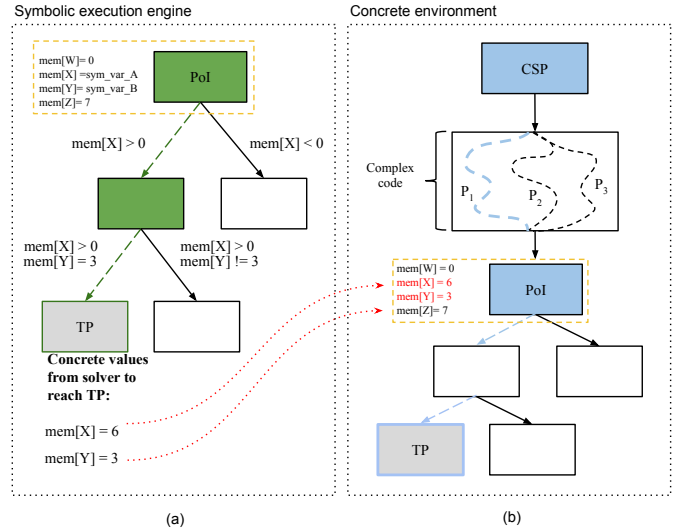 Symbolic execution engine
mem[W]= 0
mem[X] =sym_var_A
mem[Y]= sym_var_B
mem[Z]= 7
PoI
mem[X] > 0
mem[X] < 0
mem[X] > 0
mem[Y] = 3
mem[X] > 0
mem[Y] != 3
TP
Concrete values
from solver to
reach TP:
mem[X] = 6
mem[Y] = 3
(a)
Concrete environment
CSP
Complex
code
P1
P2
P3
mem[W] = 0
mem[X] = 6
mem[Y] = 3
mem[Z]= 7
PoI
TP
(b)